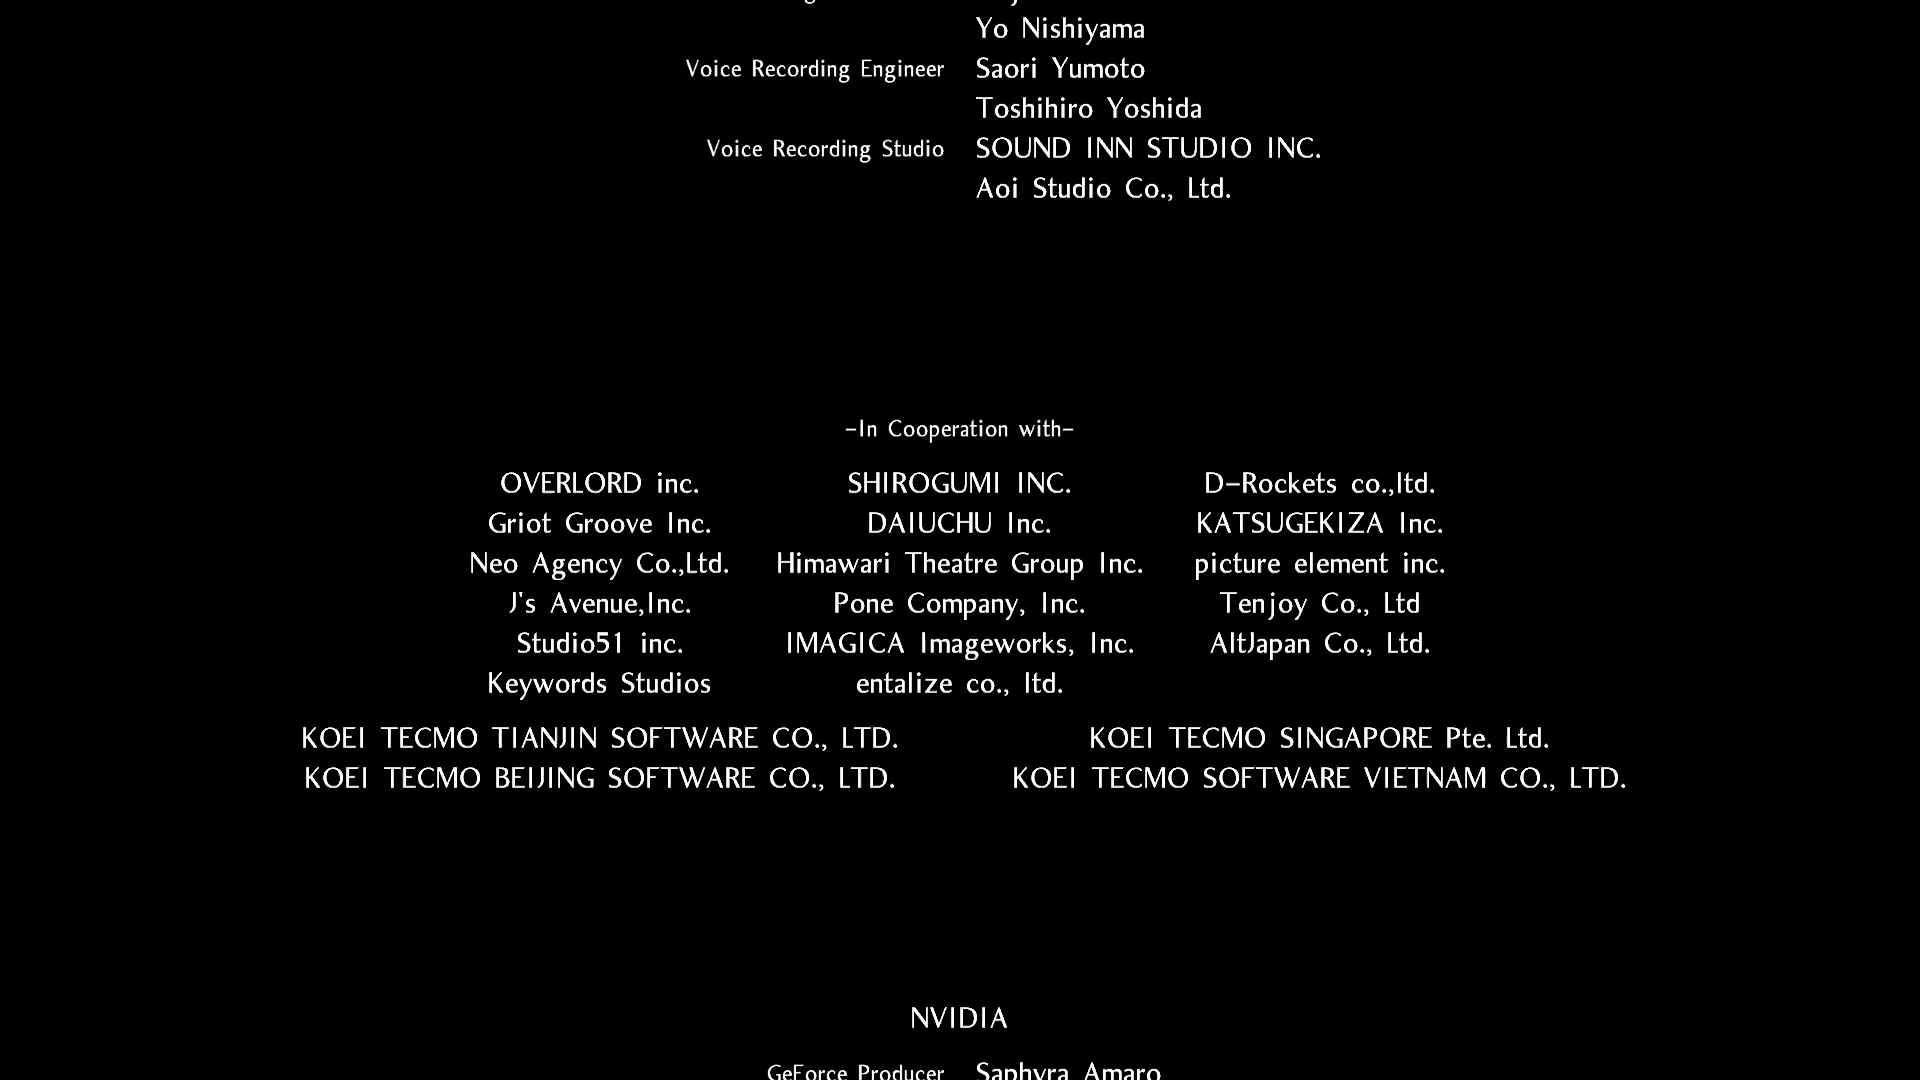 Yo Nishiyama
Voice Recording Engineer Saori Yumoto
Toshihiro Yoshida
Voice Recording Studio SOUND INN STUDIO INC.
Aoi Studio Co., Ltd.
-In Cooperation with-
OVERLORD inc. SHIROGUMI INC. D-Rockets co.,ltd.
Griot Groove Inc. DAIUCHU Inc. KATSUGEKIZA Inc.
Neo Agency Co.,Ltd. Himawari Theatre Group Inc. picture element inc.
J's Avenue,Inc. Pone Company, Inc. Tenjoy Co., Ltd
Studio51 inc. IMAGICA Imageworks, Inc. AltJapan Co., Ltd.
Keywords Studios entalize co., ltd.
KOEI TECMO TIANJIN SOFTWARE CO., LTD. KOEI TECMO SINGAPORE Pte. Ltd.
KOEI TECMO BEIJING SOFTWARE CO., LTD. KOEI TECMO SOFTWARE VIETNAM CO., LTD.
NVIDIA
GeForce Producer Saphyra Amaro